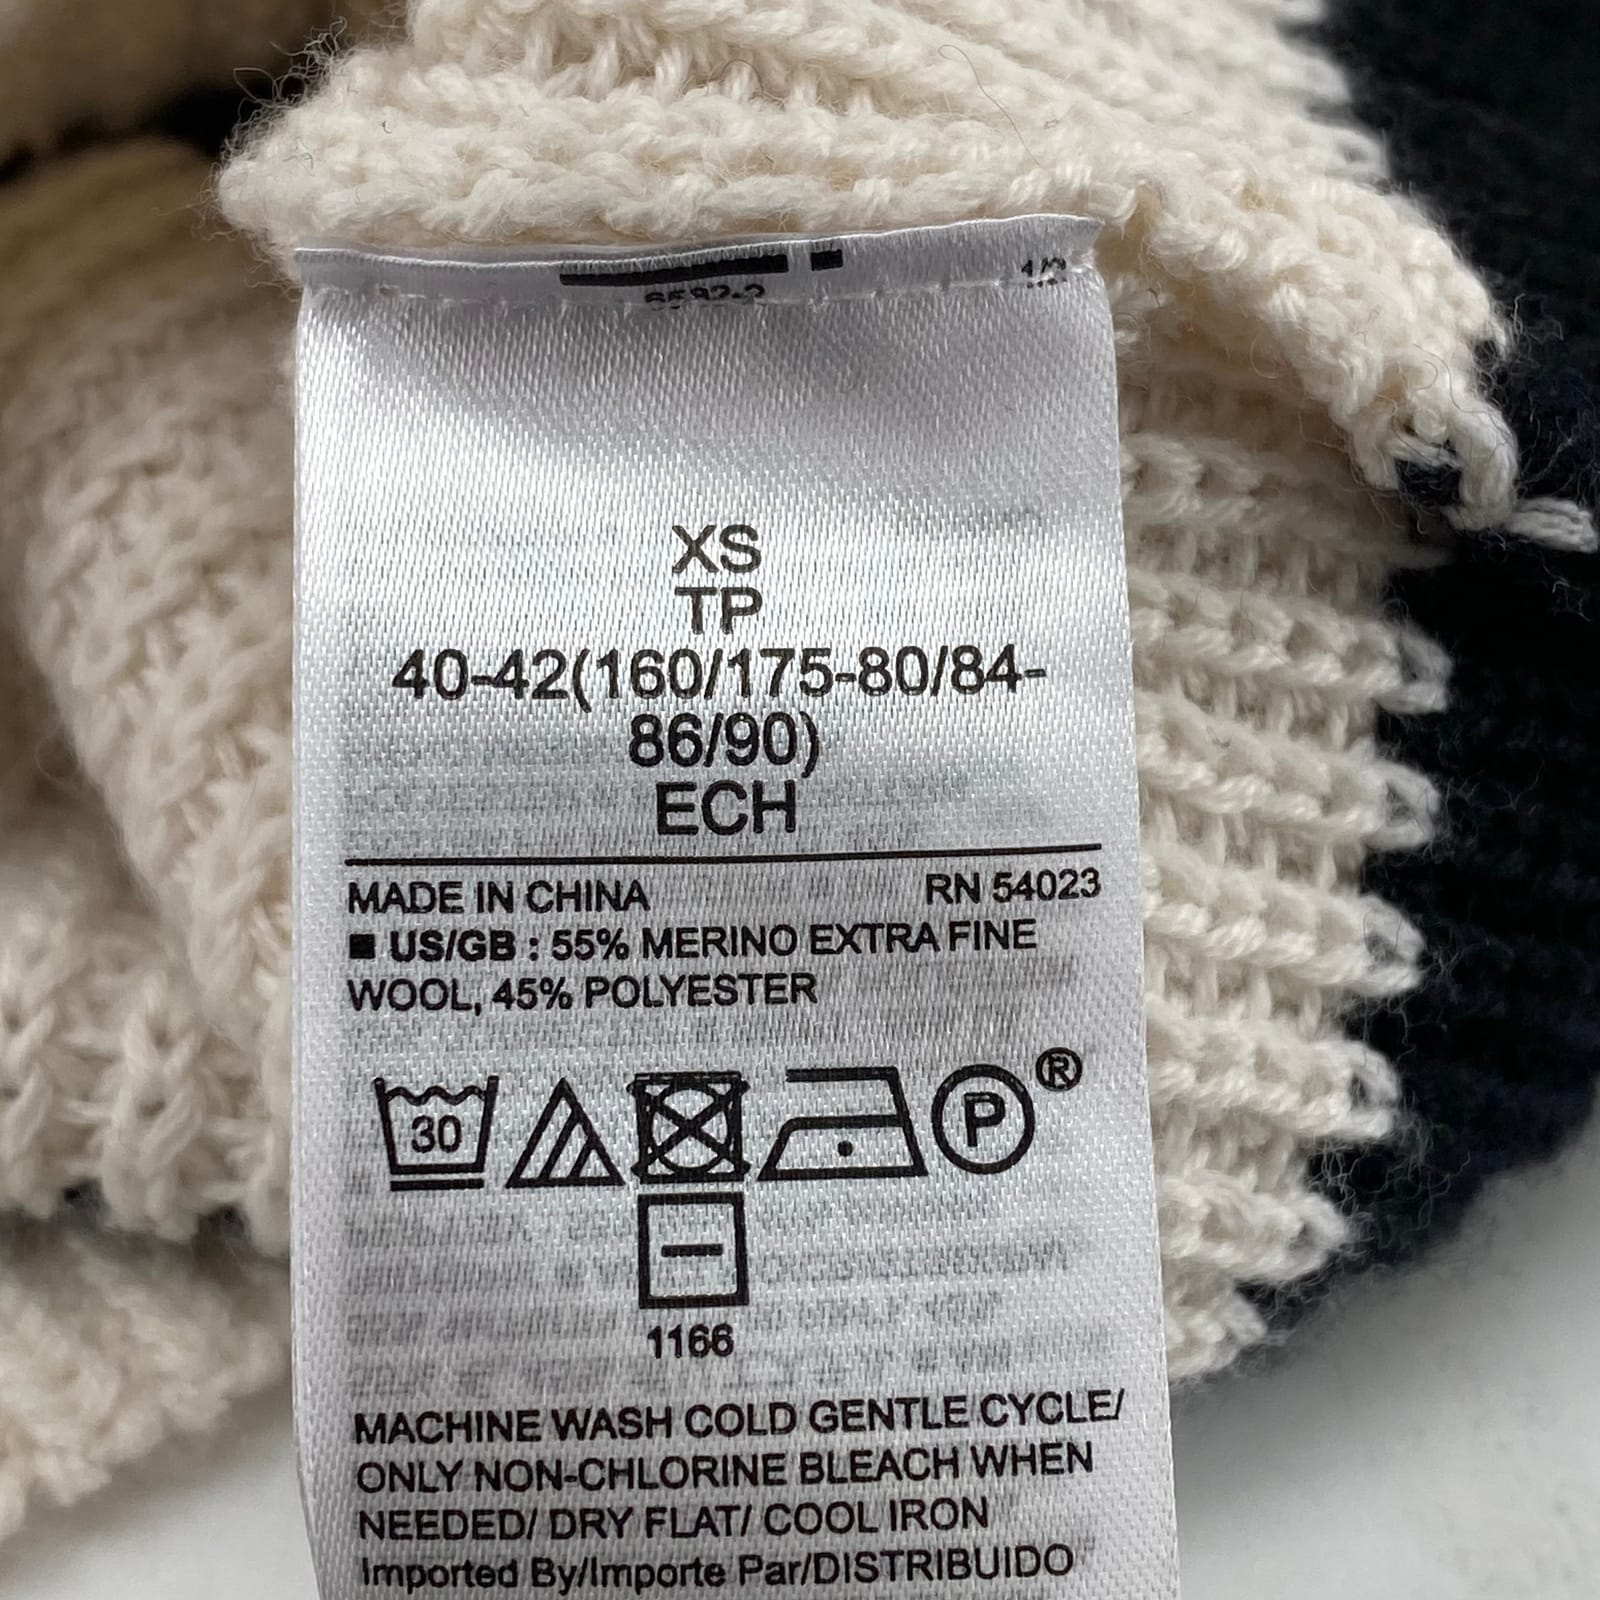 1/2
XS
TP
40-42(160/175-80/84-
86/90)
ECH
MADE IN CHINA RN 54023
■ US/GB : 55% MERINO EXTRA FINE
WOOL, 45% POLYESTER
30 P ®
1166
MACHINE WASH COLD GENTLE CYCLE/
ONLY NON-CHLORINE BLEACH WHEN
NEEDED/ DRY FLAT/ COOL IRON
Imported By/Importe Par/DISTRIBUIDO